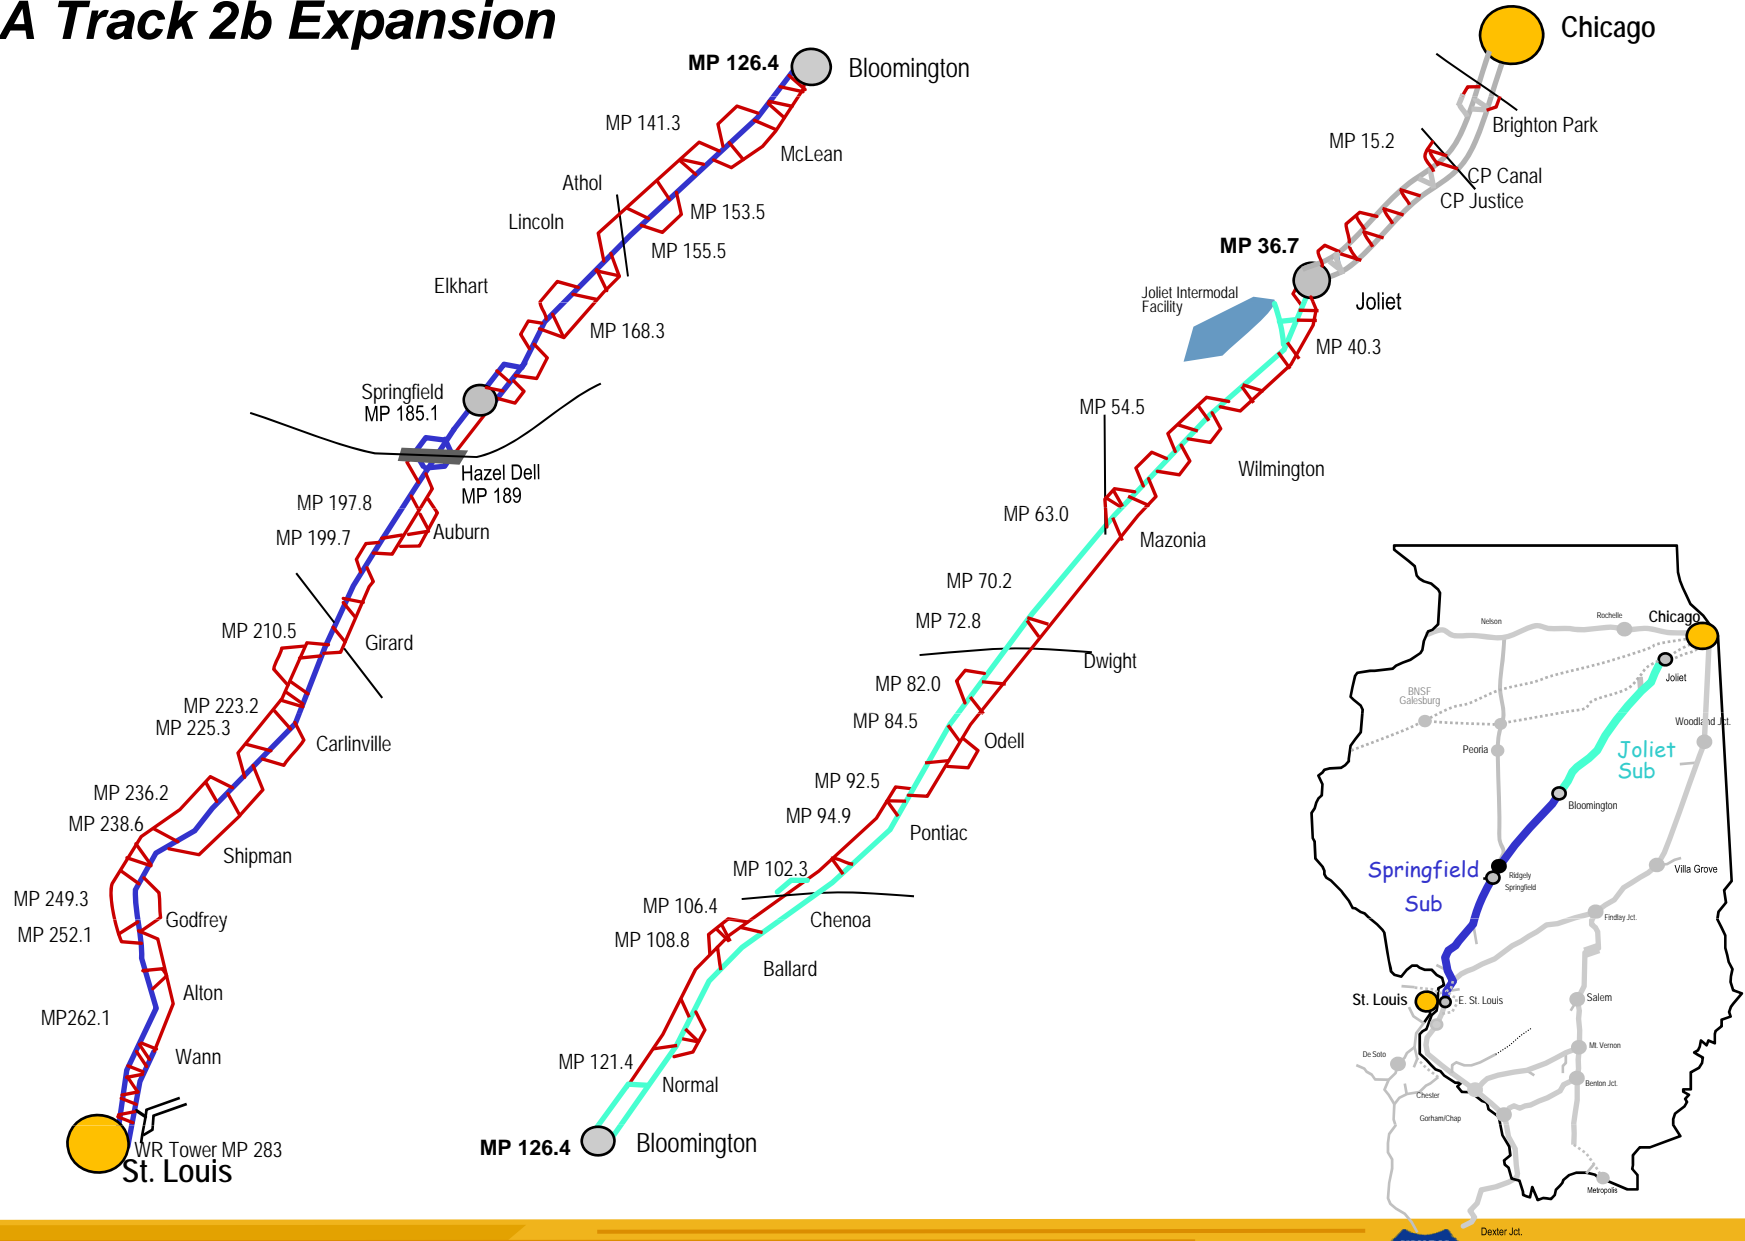 A Track 2b Expansion
MP 126.4
Bloomington
MP 141.3
McLean
Athol
Lincoln
MP 153.5
MP 155.5
Elkhart
MP 168.3
Springfield
MP 185.1
Hazel Dell
MP 189
MP 197.8
MP 199.7
Auburn
MP 210.5
Girard
MP 223.2
MP 225.3
Carlinville
MP 236.2
MP 238.6
Shipman
MP 249.3
MP 252.1
Godfrey
Alton
MP262.1
Wann
WR Tower MP 283
St. Louis
Chicago
Brighton Park
MP 15.2
CP Canal
CP Justice
MP 36.7
Joliet Intermodal
Facility
Joliet
MP 40.3
MP 54.5
Wilmington
MP 63.0
Mazonia
MP 70.2
MP 72.8
Dwight
MP 82.0
MP 84.5
Odell
MP 92.5
MP 94.9
Pontiac
MP 102.3
MP 106.4
Chenoa
MP 108.8
Ballard
MP 121.4
Normal
MP 126.4
Bloomington
Nelson
Rochelle
Chicago
Joliet
BNSF
Galesburg
Woodland Jct.
Peoria
Joliet
Sub
Bloomington
Springfield
Sub
Ridgely
Springfield
Villa Grove
Findlay Jct.
St. Louis
E. St. Louis
Salem
De Soto
Mt. Vernon
Benton Jct.
Chester
Gorham/Chap
Metropolis
Dexter Jct.